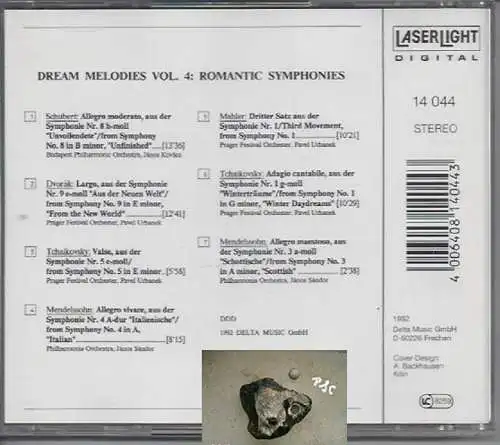 DREAM MELODIES VOL. 4: ROMANTIC SYMPHONIES
1 Schubert: Allegro moderato, aus der
Symphonie Nr. 8 h-moll
"Unvollendete"/from Symphony
No. 8 in B minor, "Unfinished"....[13'36]
Budapest Philharmonic Orchestra, János Kovács
2 Dvorák: Largo, aus der Symphonie
Nr. 9 e-moll "Aus der Neuen Welt"/
from Symphony No. 9 in E minor,
"From the New World"............[12'41]
Prager Festival Orchester, Pavel Urbanek
3 Tchaikovsky: Valse, aus der
Symphonie Nr. 5 e-moll/
from Symphony No. 5 in E minor.[5'58]
Prager Festival Orchester, Pavel Urbanek
4 Mendelssohn: Allegro vivace, aus der
Symphonie Nr. 4 A-dur "Italienische"/
from Symphony No. 4 in A,
"Italian"................[8'15]
Philharmonia Orchestra, János Sándor
5 Mahler: Dritter Satz aus der
Symphonie Nr. 1/Third Movement,
from Symphony No. 1............[10'21]
Prager Festival Orchester, Pavel Urbanek
6 Tchaikovsky: Adagio cantabile, aus der
Symphonie Nr. 1 g-moll
"Winterträume"/from Symphony No. 1
in G minor, "Winter Daydreams" [10'29]
Prager Festival Orchester, Pavel Urbanek
7 Mendelssohn: Allegro maestoso, aus
der Symphonie Nr. 3 a-moll
"Schottische"/from Symphony No. 3
in A minor, "Scottish"............[2'38]
Philharmonia Orchestra, János Sándor
DDD
1992 DELTA MUSIC GmbH
LASERLIGHT
DIGITAL
14 044
STEREO
4 006408 140443
1992
Delta Music GmbH
D-50226 Frechen
Cover Design:
A. Backhausen
Köln
LC 8259